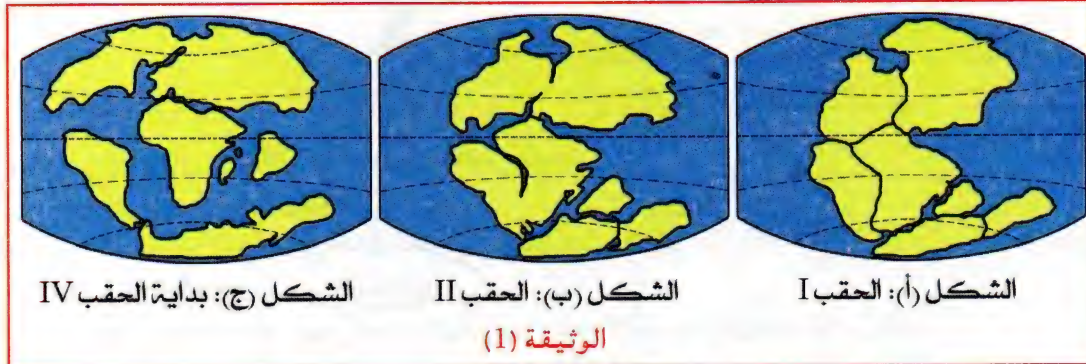 الشكل (أ): الحقب I
الشكل (ب): الحقب II
الشكل (ج): بداية الحقب IV
الوثيقة (1)